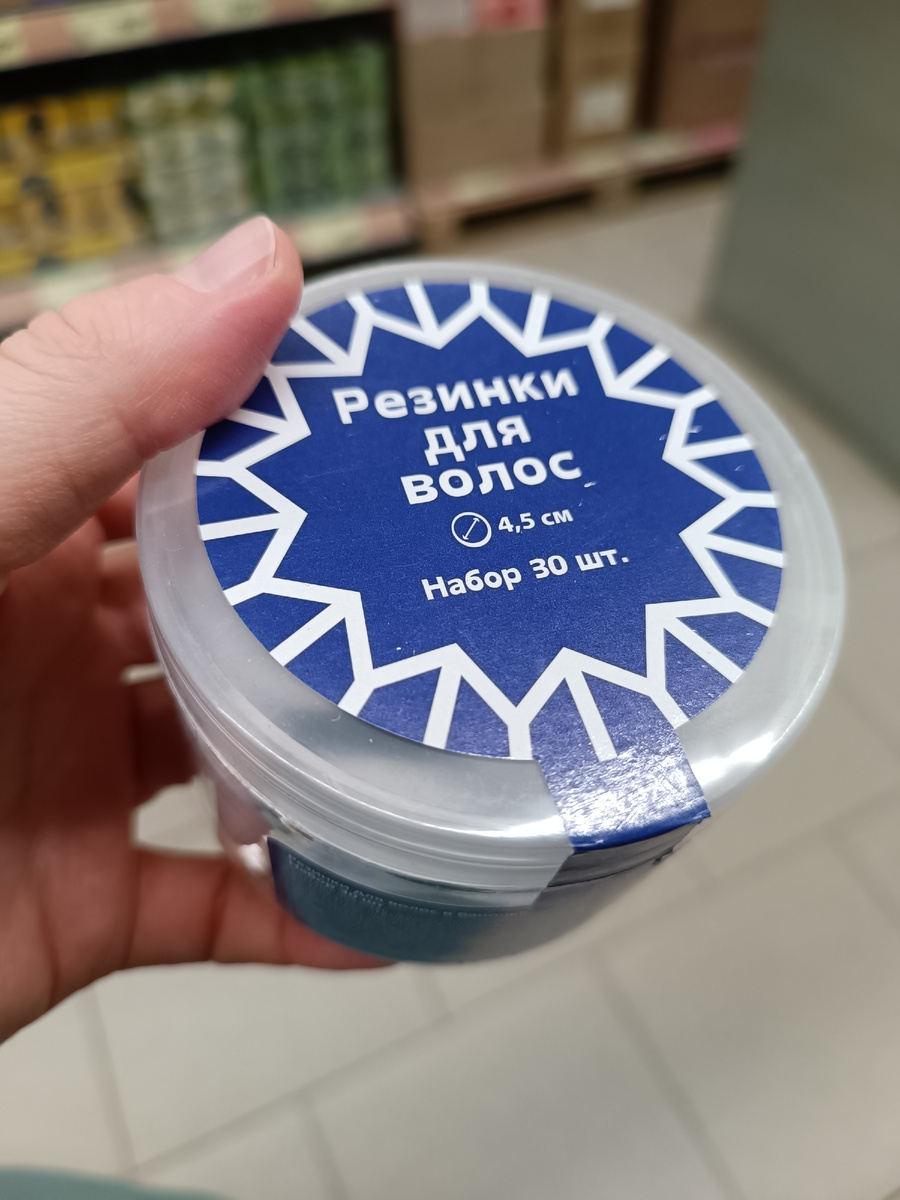 Резинки
для
волос
4,5 см
Набор 30 шт.